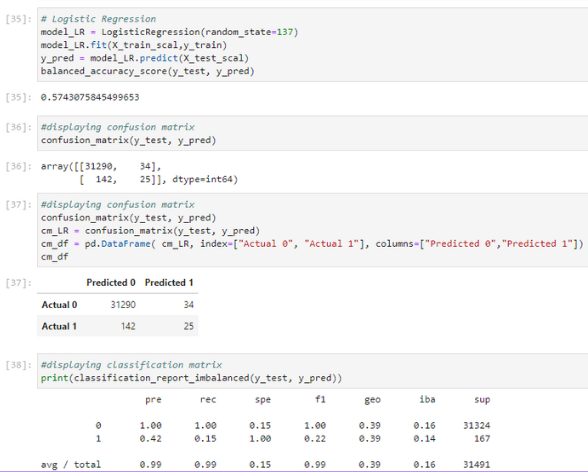 [35]: # Logistic Regression
model_LR = LogisticRegression(random_state=137)
model_LR.fit(X_train_scal,y_train)
y_pred = model_LR.predict(X_test_scal)
balanced_accuracy_score(y_test, y_pred)
[35]: 0.5743075845499653
[36]: #displaying confusion matrix
confusion_matrix(y_test, y_pred)
[36]: array([[31290, 34],
[ 142, 25]], dtype=int64)
[37]: #displaying confusion matrix
confusion_matrix(y_test, y_pred)
cm_LR = confusion_matrix(y_test, y_pred)
cm_df = pd.DataFrame( cm_LR, index=["Actual 0", "Actual 1"], columns=["Predicted 0","Predicted 1"])
cm_df
[37]: Predicted 0 Predicted 1
Actual 0 31290 34
Actual 1 142 25
[38]: #displaying classification matrix
print(classification_report_imbalanced(y_test, y_pred))
pre rec spe f1 geo iba sup
0 1.00 1.00 0.15 1.00 0.39 0.16 31324
1 0.42 0.15 1.00 0.22 0.39 0.14 167
avg / total 0.99 0.99 0.15 0.99 0.39 0.16 31491